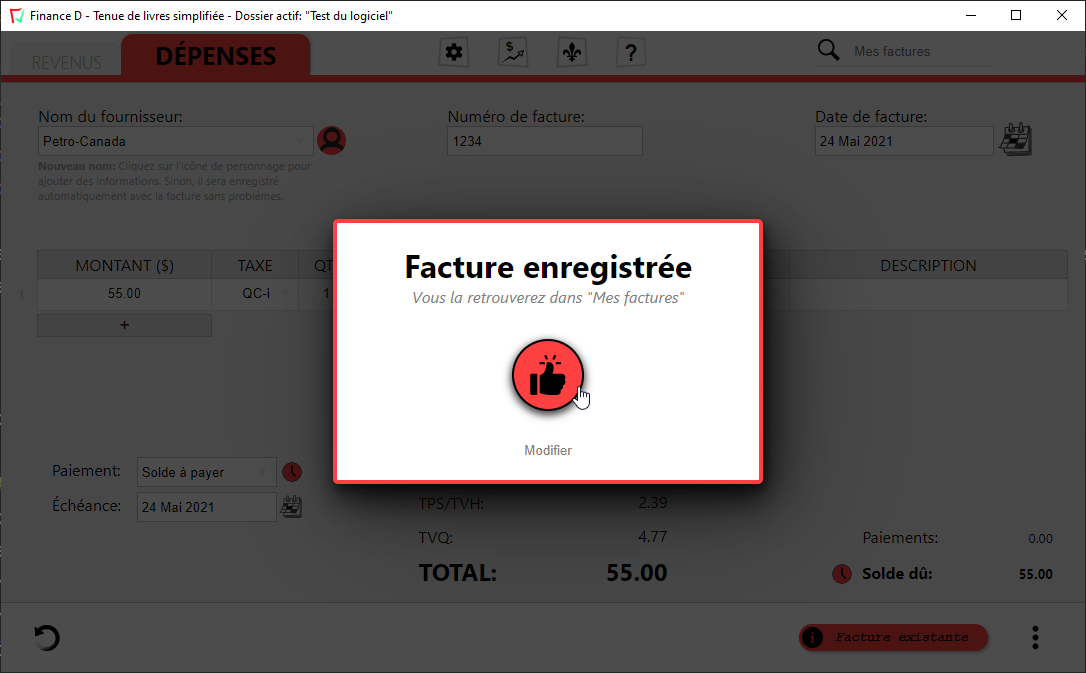 Finance D - Tenue de livres simplifiée - Dossier actif: "Test du logiciel"
REVENUS
DÉPENSES
$
?
Mes factures
Nom du fournisseur:
Numéro de facture:
Date de facture:
Petro-Canada
1234
24 Mai 2021
Nouveau nom: Cliquez sur l'icône de personnage pour
ajouter des informations. Sinon, il sera enregistré
automatiquement avec la facture sans problèmes.
MONTANT ($)
TAXE
QT
DESCRIPTION
1
55.00
QC-i
1
+
Facture enregistrée
Vous la retrouverez dans "Mes factures"
Modifier
Paiement:
Solde à payer
Échéance:
24 Mai 2021
TPS/TVH:
2.39
TVQ:
4.77
TOTAL:
55.00
Paiements:
0.00
Solde dû:
55.00
i
Facture existante